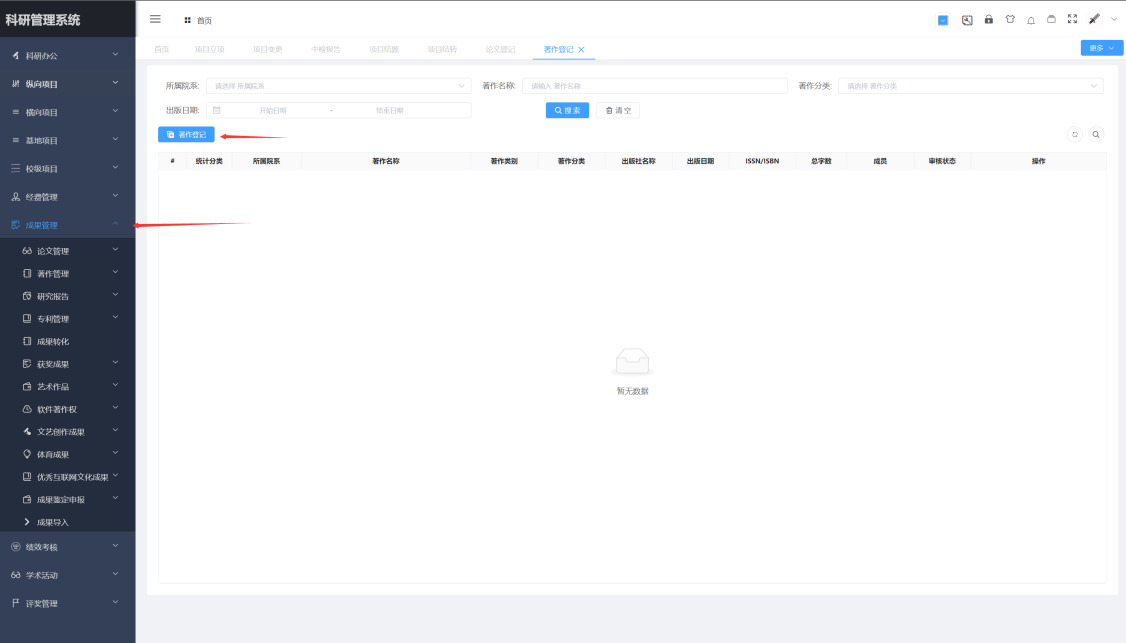 科研管理系统
首页
科研办公
纵向项目
横向项目
基地项目
校级项目
经费管理
成果管理
论文管理
著作管理
研究报告
专利管理
成果转化
获奖成果
艺术作品
软件著作权
文艺创作成果
体育成果
优秀互联网文化成果
成果鉴定申报
成果导入
绩效考核
学术活动
评奖管理
首页 项目立项 项目变更 中检报告 项目结题 项目结转 论文登记 著作登记 更多
所属院系: 请选择 所属院系 著作名称: 请输入 著作名称 著作分类: 请选择 著作分类
出版日期: 开始日期 - 结束日期 搜索 清空
著作登记
# 统计分类 所属院系 著作名称 著作类别 著作分类 出版社名称 出版日期 ISSN/ISBN 总字数 成员 审核状态 操作
暂无数据